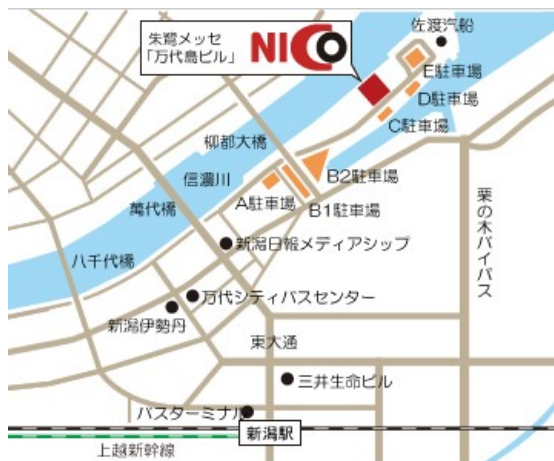 朱鷺メッセ
「万代島ビル」
NICO
佐渡汽船
E駐車場
D駐車場
C駐車場
柳都大橋
信濃川
B2駐車場
A駐車場
B1駐車場
萬代橋
新潟日報メディアシップ
八千代橋
万代シティバスセンター
新潟伊勢丹
栗の木バイパス
東大通
三井生命ビル
バスターミナル
新潟駅
上越新幹線